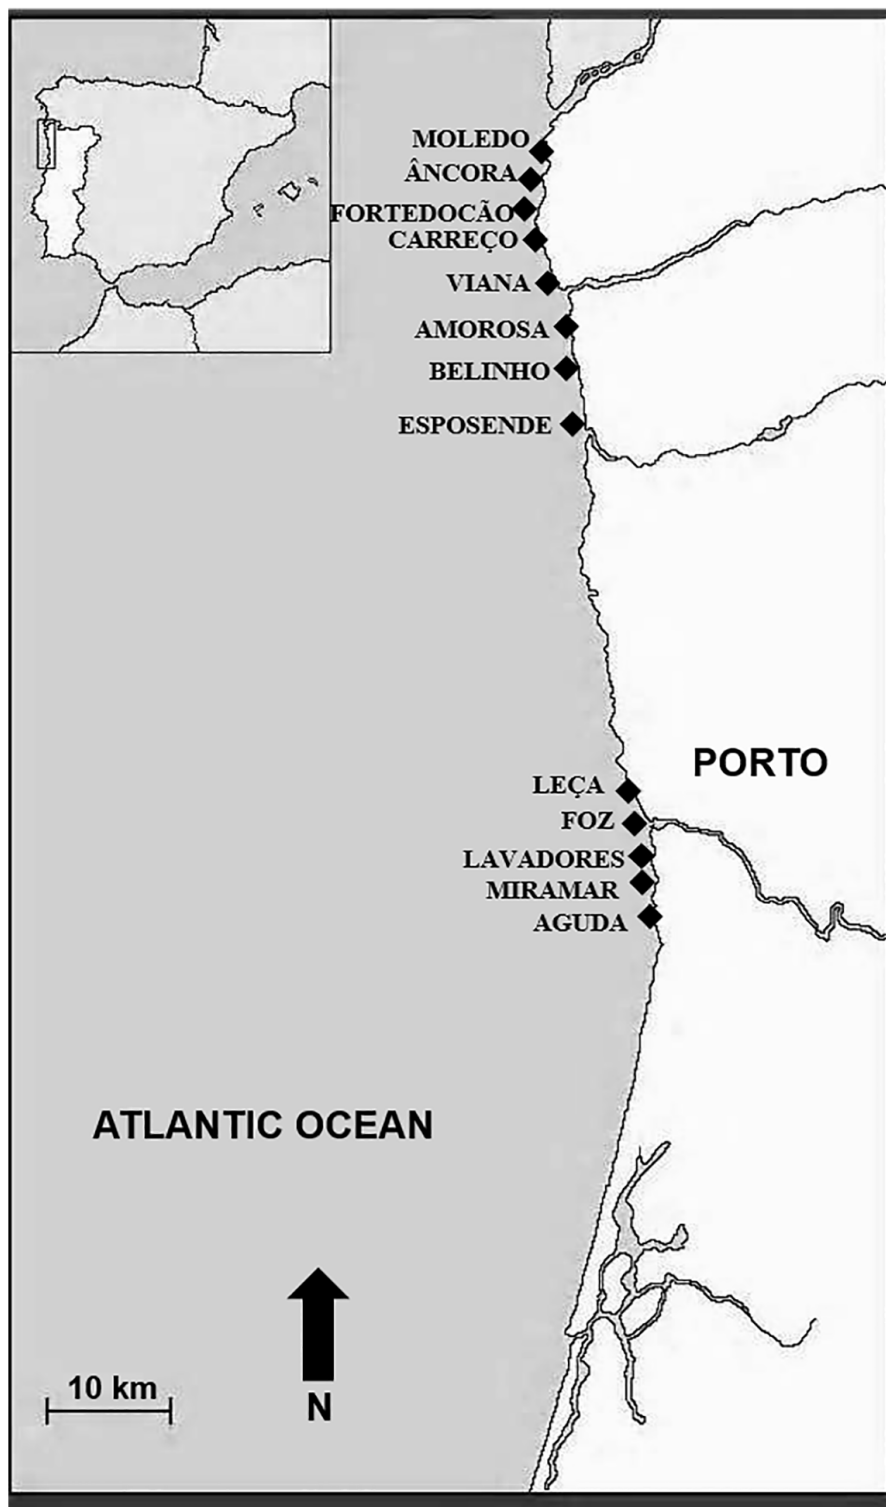 MOLEDO
ÂNCORA
FORTEDOCÃO
CARREÇO
VIANA
AMOROSA
BELINHO
ESPOSENDE
PORTO
LEÇA
FOZ
LAVADORES
MIRAMAR
AGUDA
ATLANTIC OCEAN
10 km
N